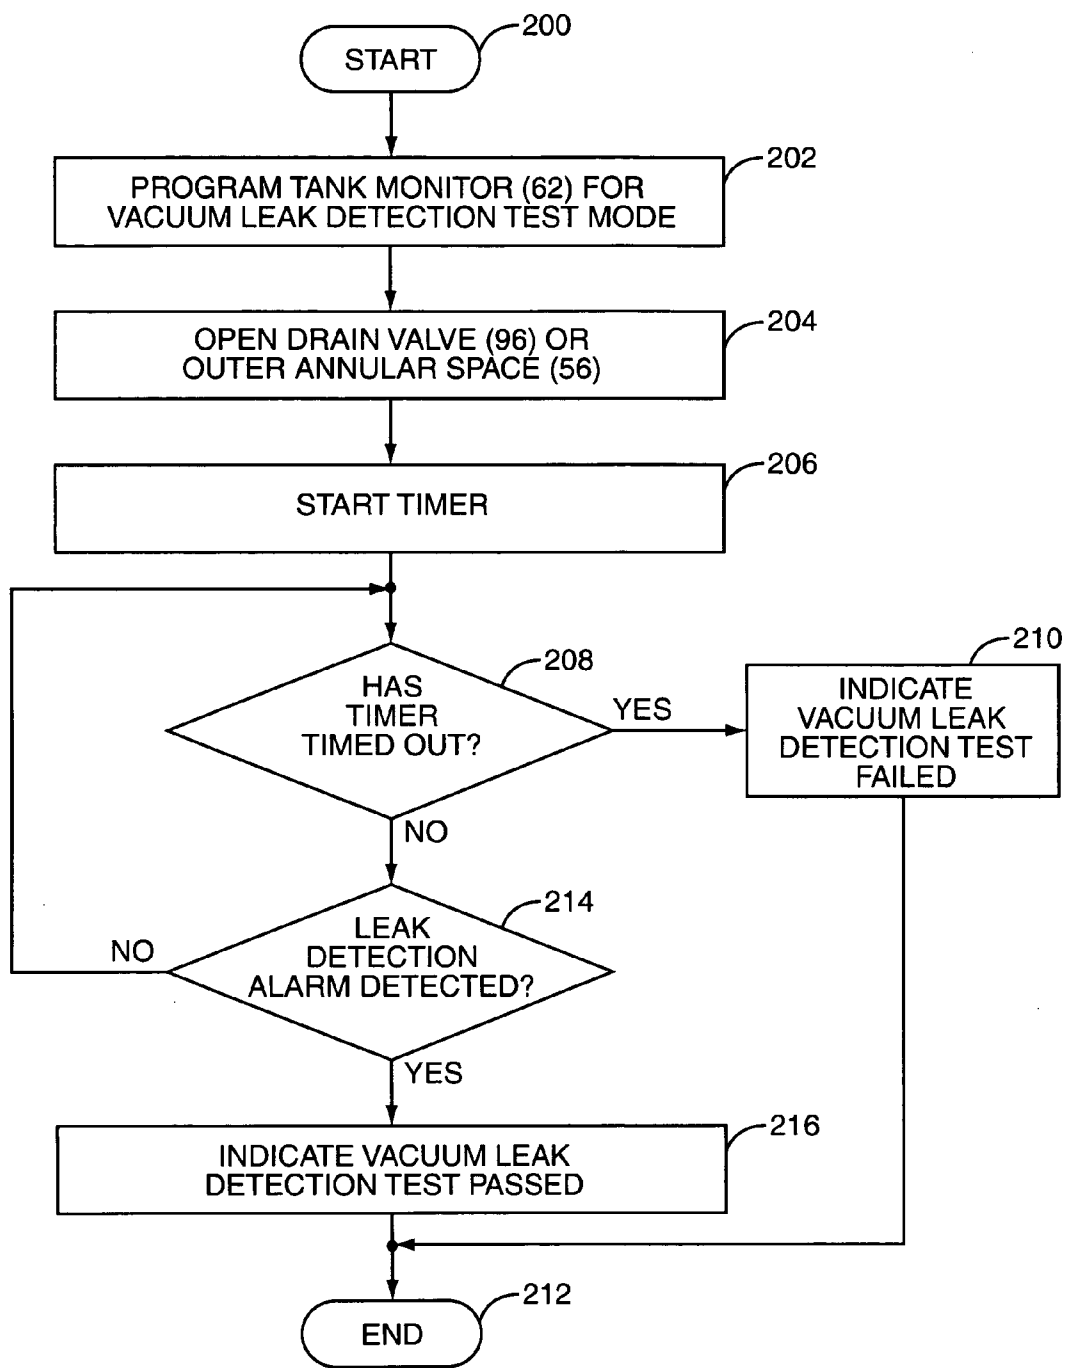 200
START
202
PROGRAM TANK MONITOR (62) FOR
VACUUM LEAK DETECTION TEST MODE
204
OPEN DRAIN VALVE (96) OR
OUTER ANNULAR SPACE (56)
206
START TIMER
208
HAS
TIMER
TIMED OUT?
YES
210
INDICATE
VACUUM LEAK
DETECTION TEST
FAILED
NO
214
LEAK
DETECTION
ALARM DETECTED?
NO
YES
216
INDICATE VACUUM LEAK
DETECTION TEST PASSED
212
END